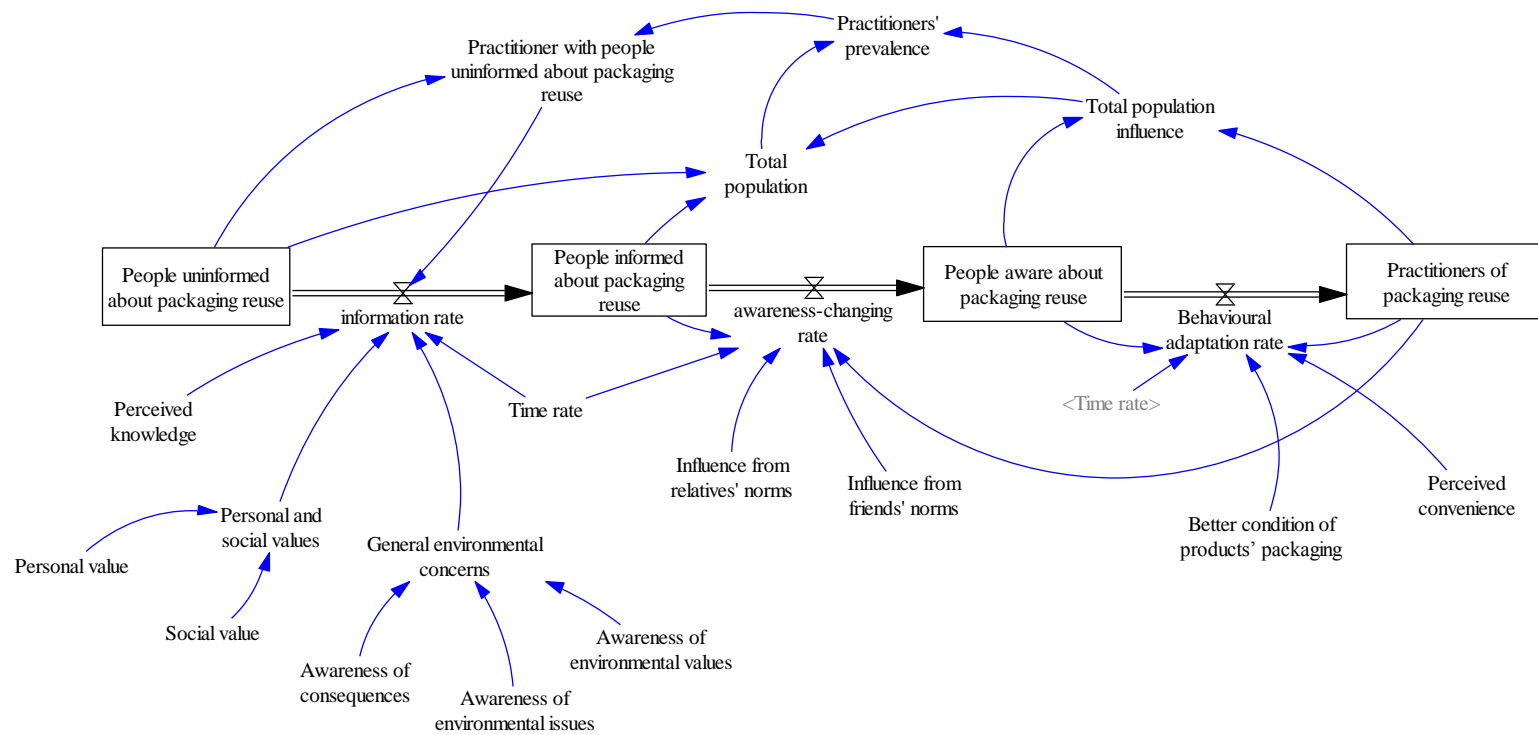 Practitioners'
prevalence
Practitioner with people
uninformed about packaging
reuse
Total population
influence
Total
population
People uninformed
about packaging reuse
People informed
about packaging
reuse
People aware about
packaging reuse
Practitioners of
packaging reuse
information rate
awareness-changing
rate
Behavioural
adaptation rate
Perceived
knowledge
Time rate
<Time rate>
Influence from
relatives' norms
Influence from
friends' norms
Perceived
convenience
Better condition of
products’ packaging
Personal and
social values
Personal value
General environmental
concerns
Social value
Awareness of
environmental values
Awareness of
consequences
Awareness of
environmental issues